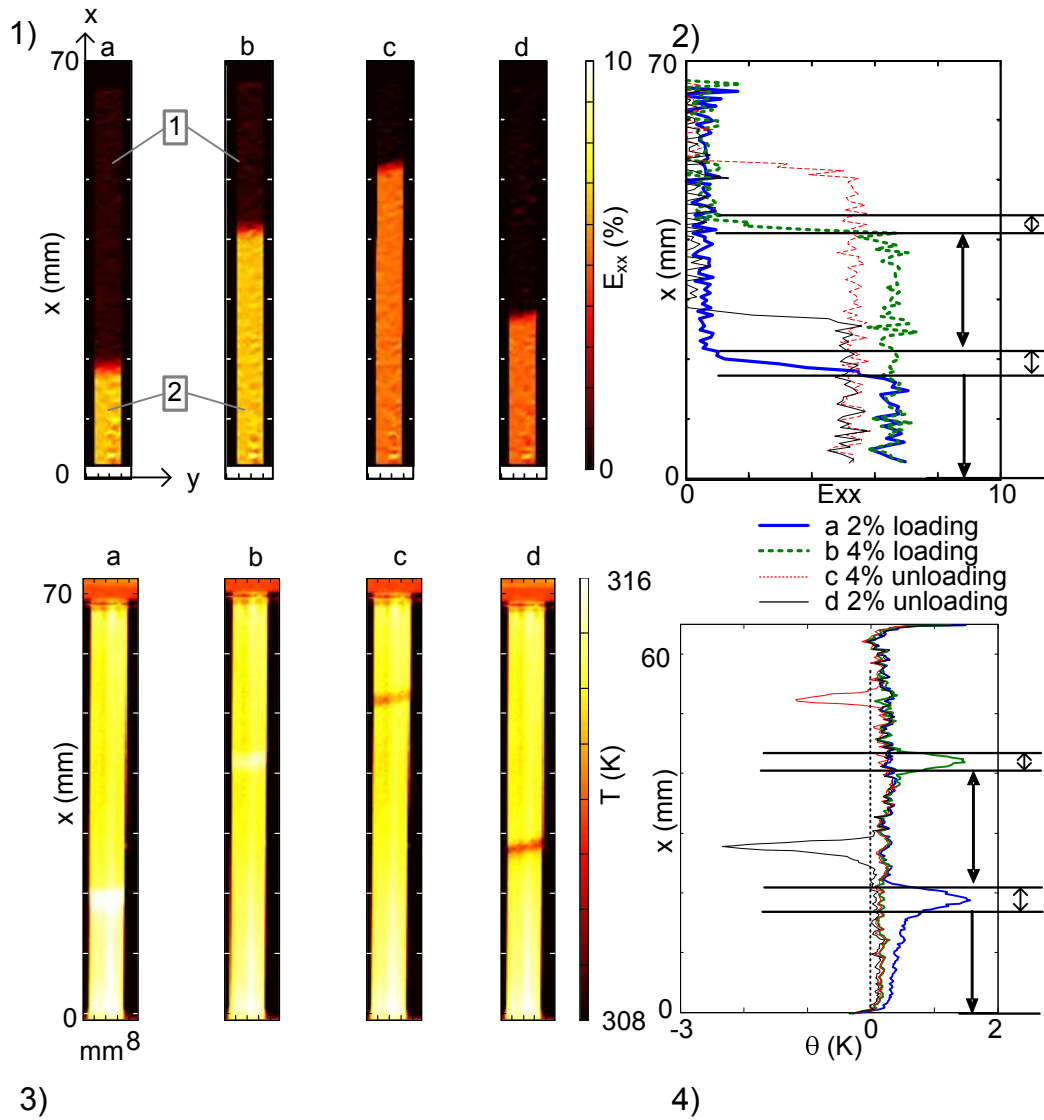 1)
x
a
b
c
d
70
1
2
x (mm)
0
y
10
Exx (%)
0
2)
70
x (mm)
0
0
Exx
10
a 2% loading
b 4% loading
c 4% unloading
d 2% unloading
a
b
c
d
70
x (mm)
0
mm
8
316
T (K)
308
60
x (mm)
0
-3
0
2
θ (K)
3)
4)